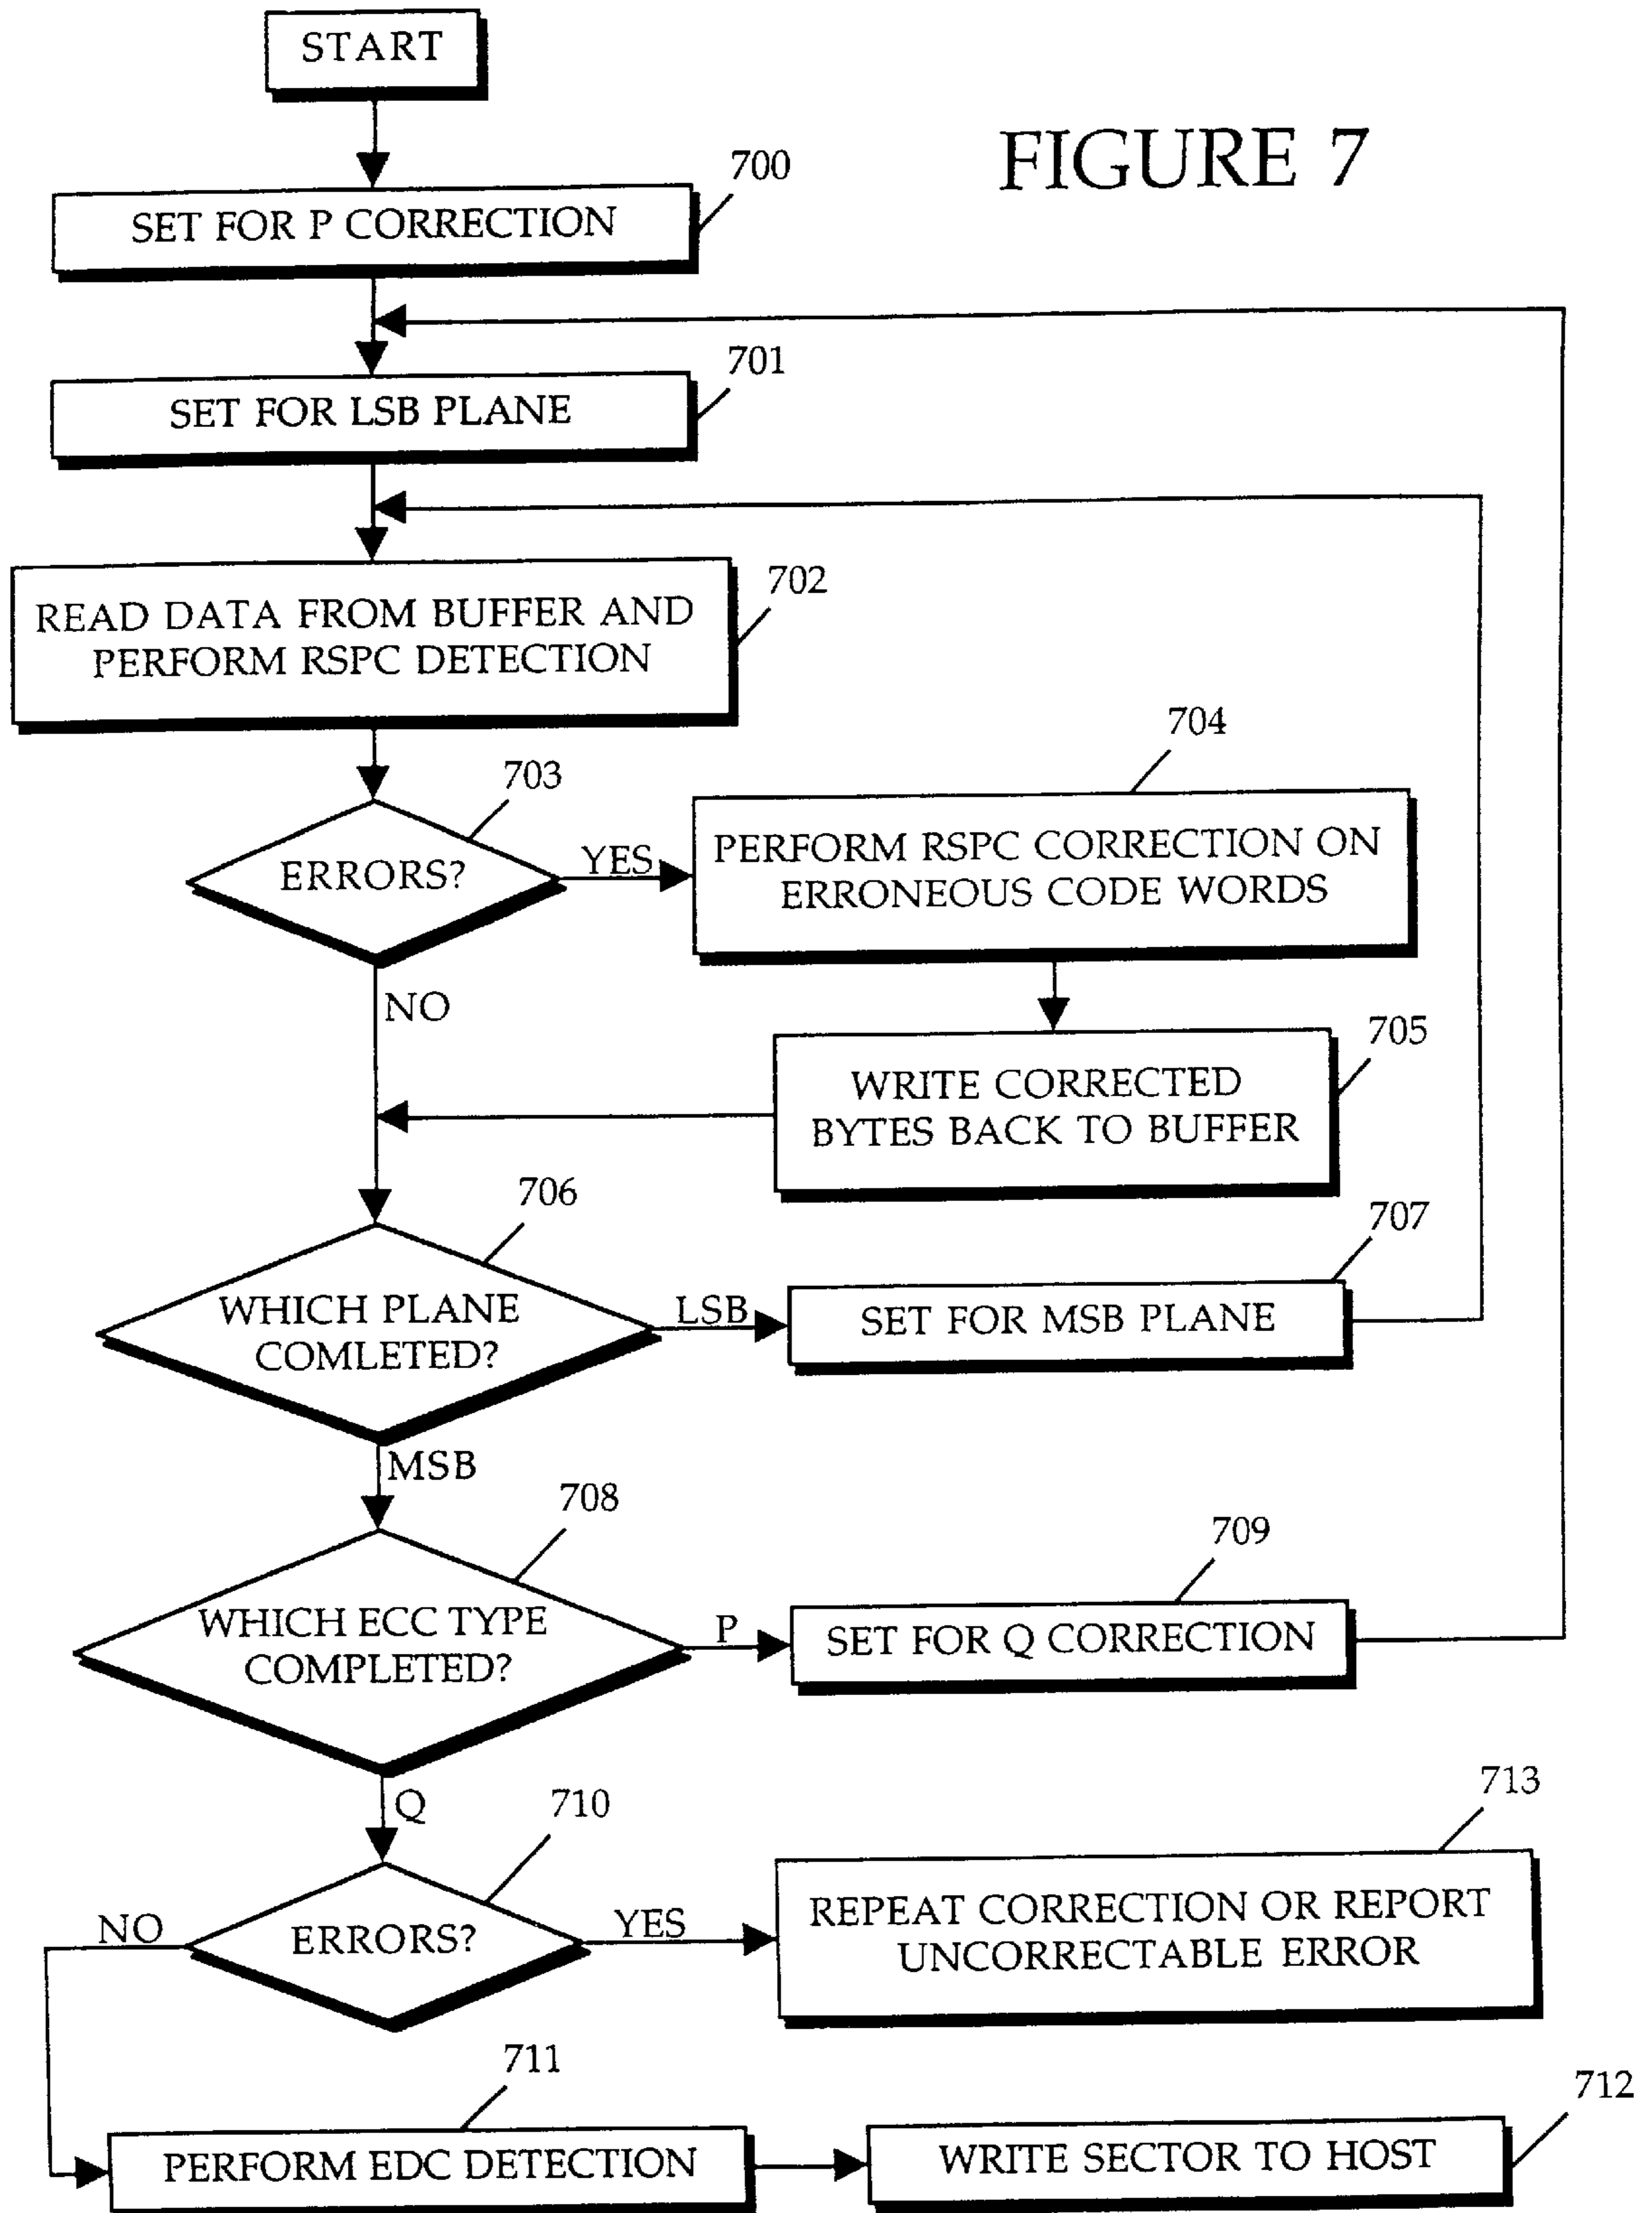 START
FIGURE 7
700
SET FOR P CORRECTION
701
SET FOR LSB PLANE
702
READ DATA FROM BUFFER AND
PERFORM RSPC DETECTION
703
ERRORS?
YES
NO
704
PERFORM RSPC CORRECTION ON
ERRONEOUS CODE WORDS
705
WRITE CORRECTED
BYTES BACK TO BUFFER
706
WHICH PLANE
COMLETED?
LSB
MSB
707
SET FOR MSB PLANE
708
WHICH ECC TYPE
COMPLETED?
P
Q
709
SET FOR Q CORRECTION
710
ERRORS?
NO
YES
713
REPEAT CORRECTION OR REPORT
UNCORRECTABLE ERROR
711
PERFORM EDC DETECTION
712
WRITE SECTOR TO HOST